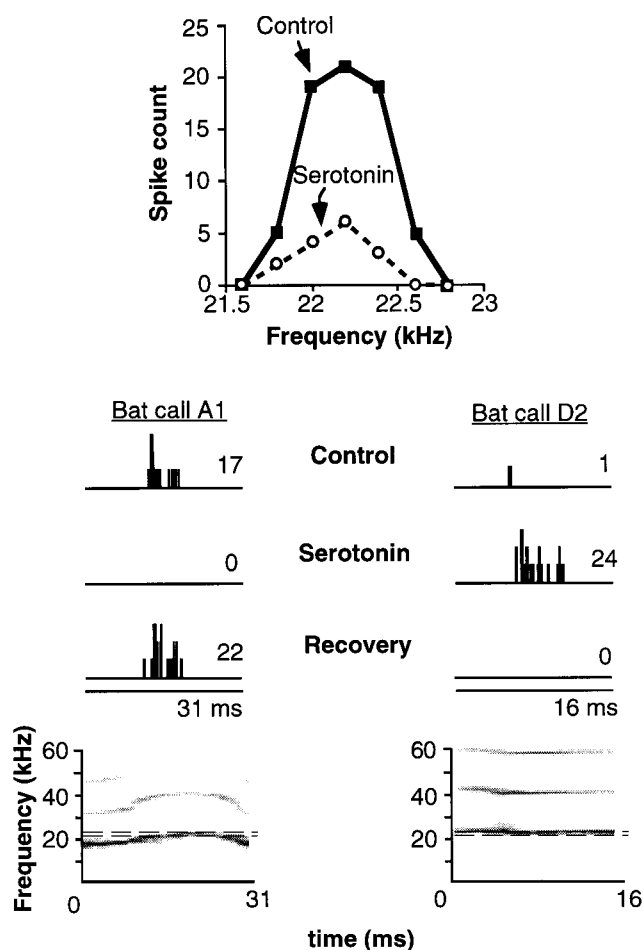 Control
25
20
15
10
5
0
Spike count
Serotonin
21.5 22 22.5 23
Frequency (kHz)
Bat call A1
Bat call D2
17 Control 1
0 Serotonin 24
22 Recovery 0
31 ms 16 ms
Frequency (kHz)
60 60
40 40
20 20
0 31 0 16
time (ms)